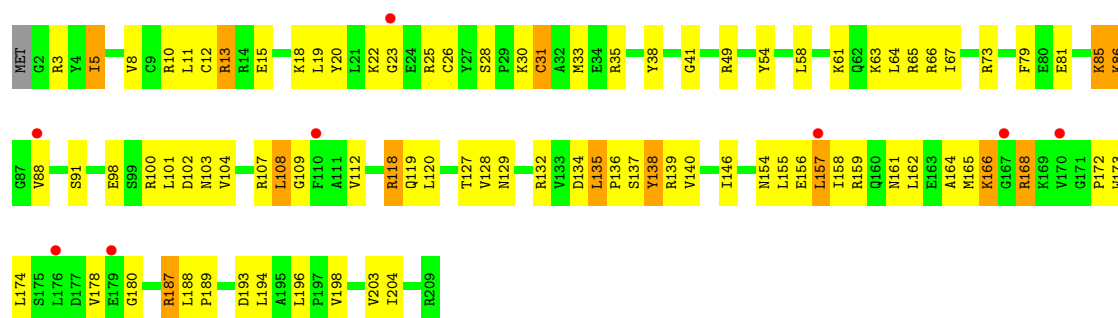 MET G2 R3 Y4 I5 V8 C9 R10 L11 C12 R13 R14 E15 K18 L19 Y20 L21 K22 G23 E24 R25 C26 Y27 S28 P29 K30 C31 A32 M33 E34 R35 Y38 G41 R49 Y54 L58 K61 Q62 K63 L64 R65 R66 I67 R73 F79 E80 E81 K85 K86
G87 V88 S91 E98 S99 R100 L101 D102 N103 V104 R107 L108 G109 F110 A111 V112 R118 Q119 L120 T127 V128 N129 R132 V133 D134 L135 P136 S137 Y138 R139 V140 I146 N154 L155 E156 L157 I158 R159 Q160 N161 L162 E163 A164 M165 K166 G167 R168 K169 V170 G171 P172 W173
L174 S175 L176 D177 V178 E179 G180 R187 L188 P189 D193 L194 A195 L196 P197 V198 V203 I204 R209